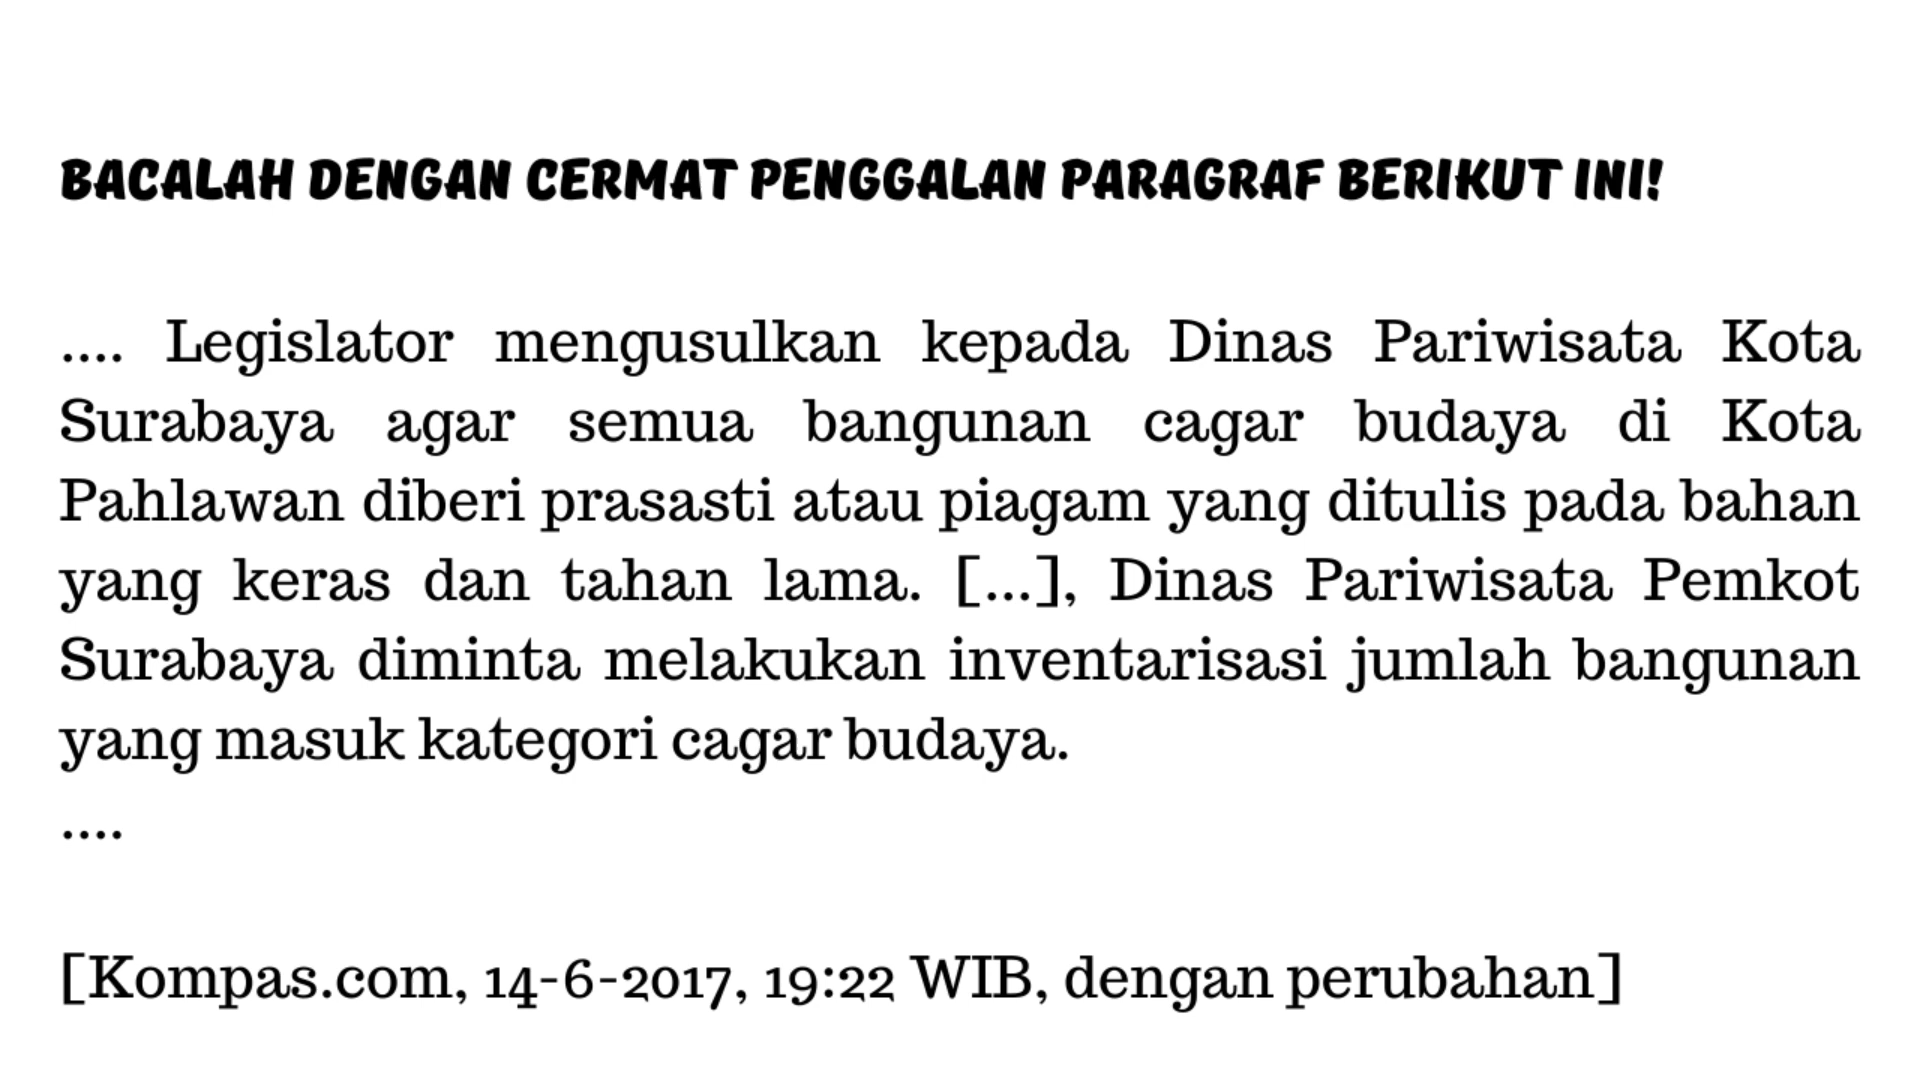 BACALAH DENGAN CERMAT PENGGALAN PARAGRAF BERIKUT INI!
.... Legislator mengusulkan kepada Dinas Pariwisata Kota
Surabaya agar semua bangunan cagar budaya di Kota
Pahlawan diberi prasasti atau piagam yang ditulis pada bahan
yang keras dan tahan lama. [...], Dinas Pariwisata Pemkot
Surabaya diminta melakukan inventarisasi jumlah bangunan
yang masuk kategori cagar budaya.
....
[Kompas.com, 14-6-2017, 19:22 WIB, dengan perubahan]